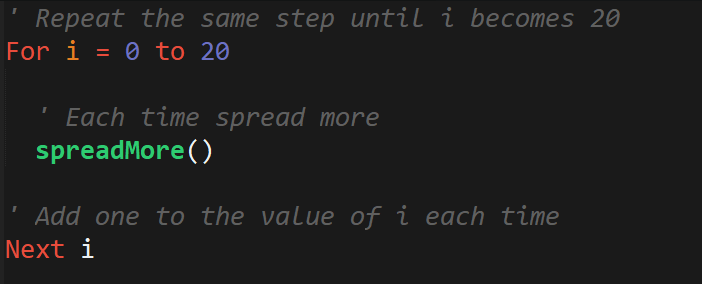 ' Repeat the same step until i becomes 20
For i = 0 to 20
' Each time spread more
spreadMore()
' Add one to the value of i each time
Next i